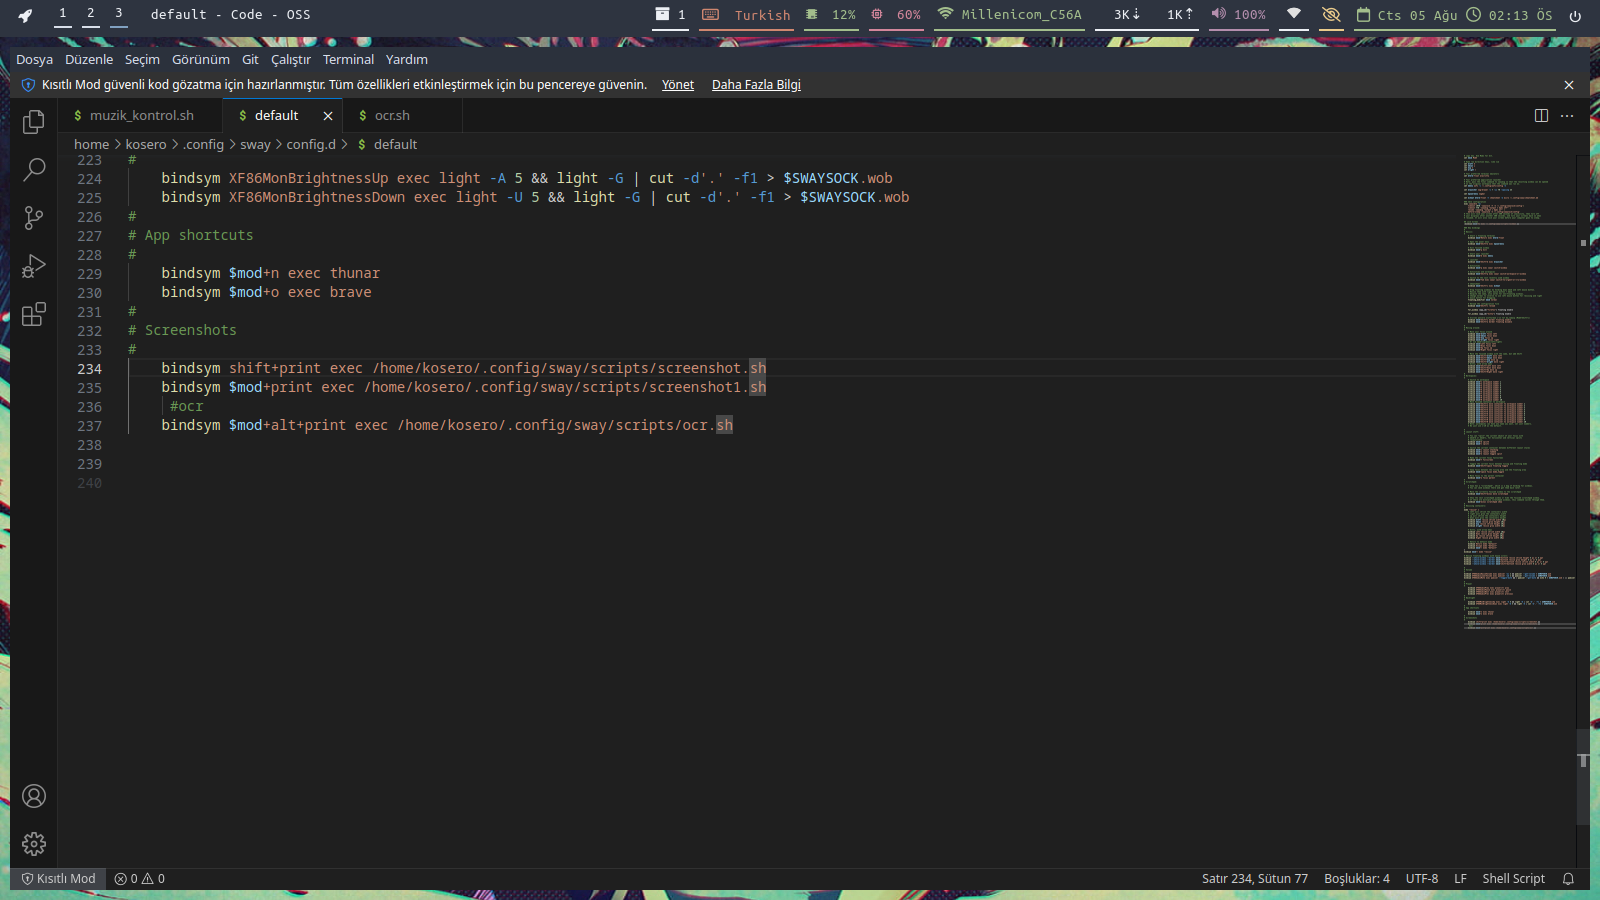 1 2 3 default - Code - OSS 1 Turkish 12% 60% Millenicom_C56A 3K↓ 1K↑ 100% Cts 05 Ağu 02:13 ÖS
Dosya Düzenle Seçim Görünüm Git Çalıştır Terminal Yardım
Kısıtlı Mod güvenli kod gözatma için hazırlanmıştır. Tüm özellikleri etkinleştirmek için bu pencereye güvenin. Yönet Daha Fazla Bilgi
$ muzik_kontrol.sh $ default $ ocr.sh
home > kosero > .config > sway > config.d > $ default
223 #
224 bindsym XF86MonBrightnessUp exec light -A 5 && light -G | cut -d'.' -f1 > $SWAYSOCK.wob
225 bindsym XF86MonBrightnessDown exec light -U 5 && light -G | cut -d'.' -f1 > $SWAYSOCK.wob
226 #
227 # App shortcuts
228 #
229 bindsym $mod+n exec thunar
230 bindsym $mod+o exec brave
231 #
232 # Screenshots
233 #
234 bindsym shift+print exec /home/kosero/.config/sway/scripts/screenshot.sh
235 bindsym $mod+print exec /home/kosero/.config/sway/scripts/screenshot1.sh
236 #ocr
237 bindsym $mod+alt+print exec /home/kosero/.config/sway/scripts/ocr.sh
238
239
240
Kısıtlı Mod 0 0 Satır 234, Sütun 77 Boşluklar: 4 UTF-8 LF Shell Script